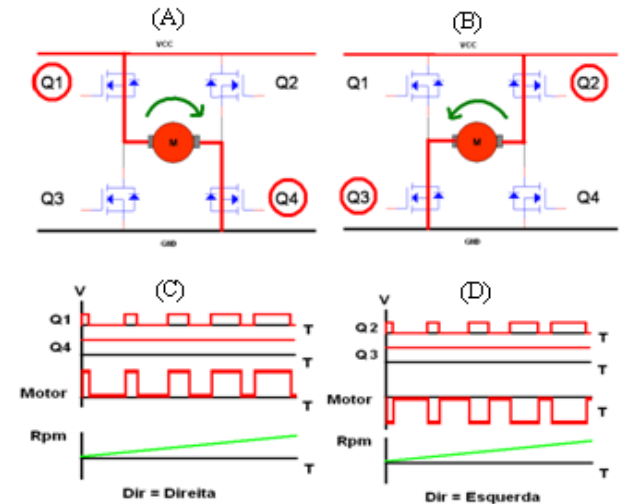 (A)
VCC
Q1
Q2
M
Q3
Q4
GND
(B)
VCC
Q1
Q2
M
Q3
Q4
GND
(C)
V
Q1
T
Q4
T
Motor
T
Rpm
T
Dir = Direita
(D)
V
Q2
T
Q3
T
Motor
T
Rpm
T
Dir = Esquerda